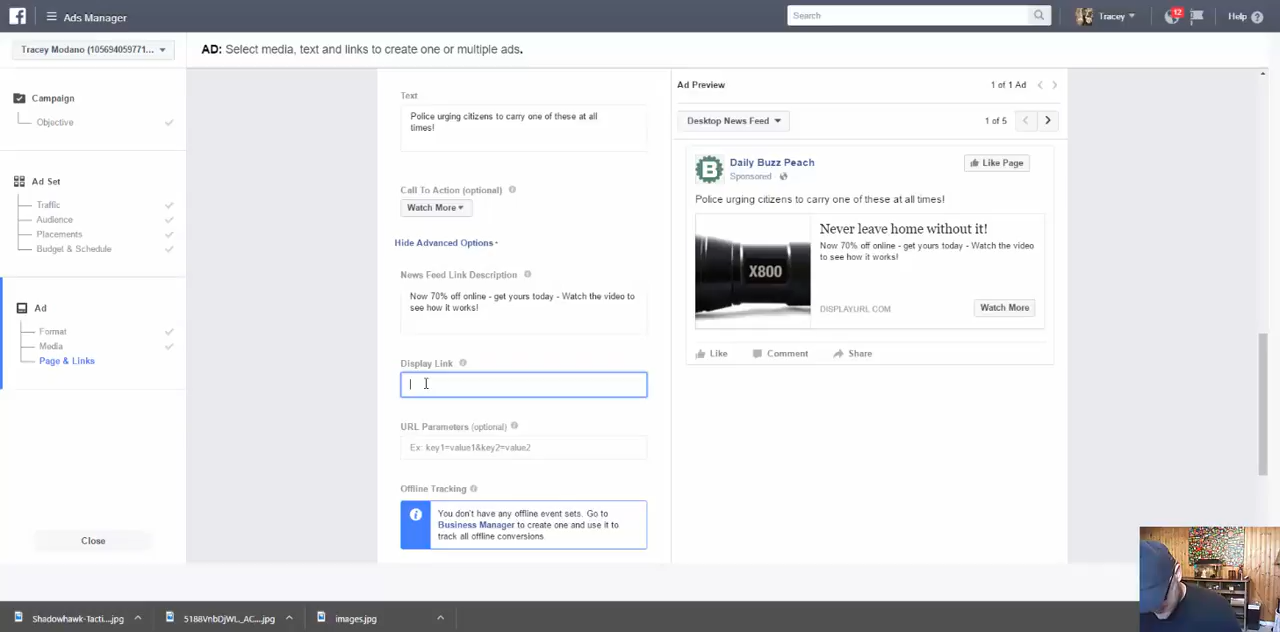 Ads Manager
Search
Tracey
12
Help
Tracey Modano (105694059771...
AD: Select media, text and links to create one or multiple ads.
Campaign
Objective
Ad Set
Traffic
Audience
Placements
Budget & Schedule
Ad
Format
Media
Page & Links
Close
Text
Police urging citizens to carry one of these at all
times!
Call To Action (optional)
Watch More
Hide Advanced Options
News Feed Link Description
Now 70% off online - get yours today - Watch the video to
see how it works!
Display Link
URL Parameters (optional)
Ex: key1=value1&key2=value2
Offline Tracking
You don't have any offline event sets. Go to
Business Manager to create one and use it to
track all offline conversions.
Ad Preview
1 of 1 Ad
Desktop News Feed
1 of 5
Daily Buzz Peach
Sponsored
Like Page
Police urging citizens to carry one of these at all times!
X800
Never leave home without it!
Now 70% off online - get yours today - Watch the video
to see how it works!
DISPLAYURL.COM
Watch More
Like
Comment
Share
Shadowhawk-Tacti....jpg
5188VnbDjWL._AC....jpg
images.jpg